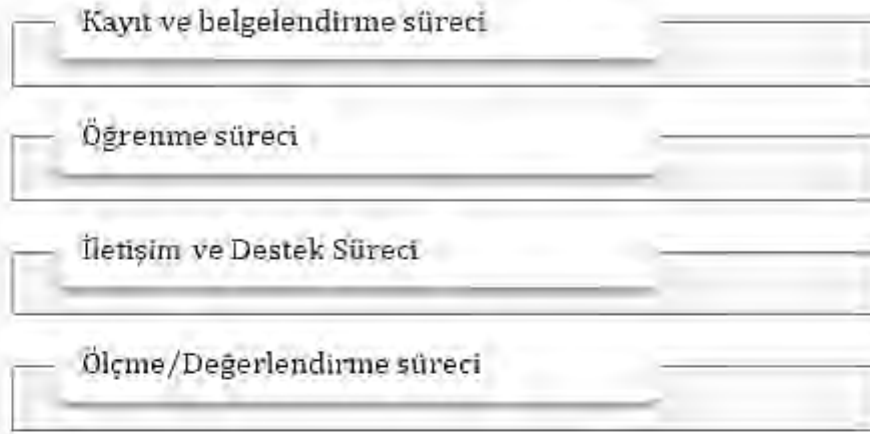 Kayıt ve belgelendirme süreci
Öğrenme süreci
İletişim ve Destek Süreci
Ölçme/Değerlendirme süreci